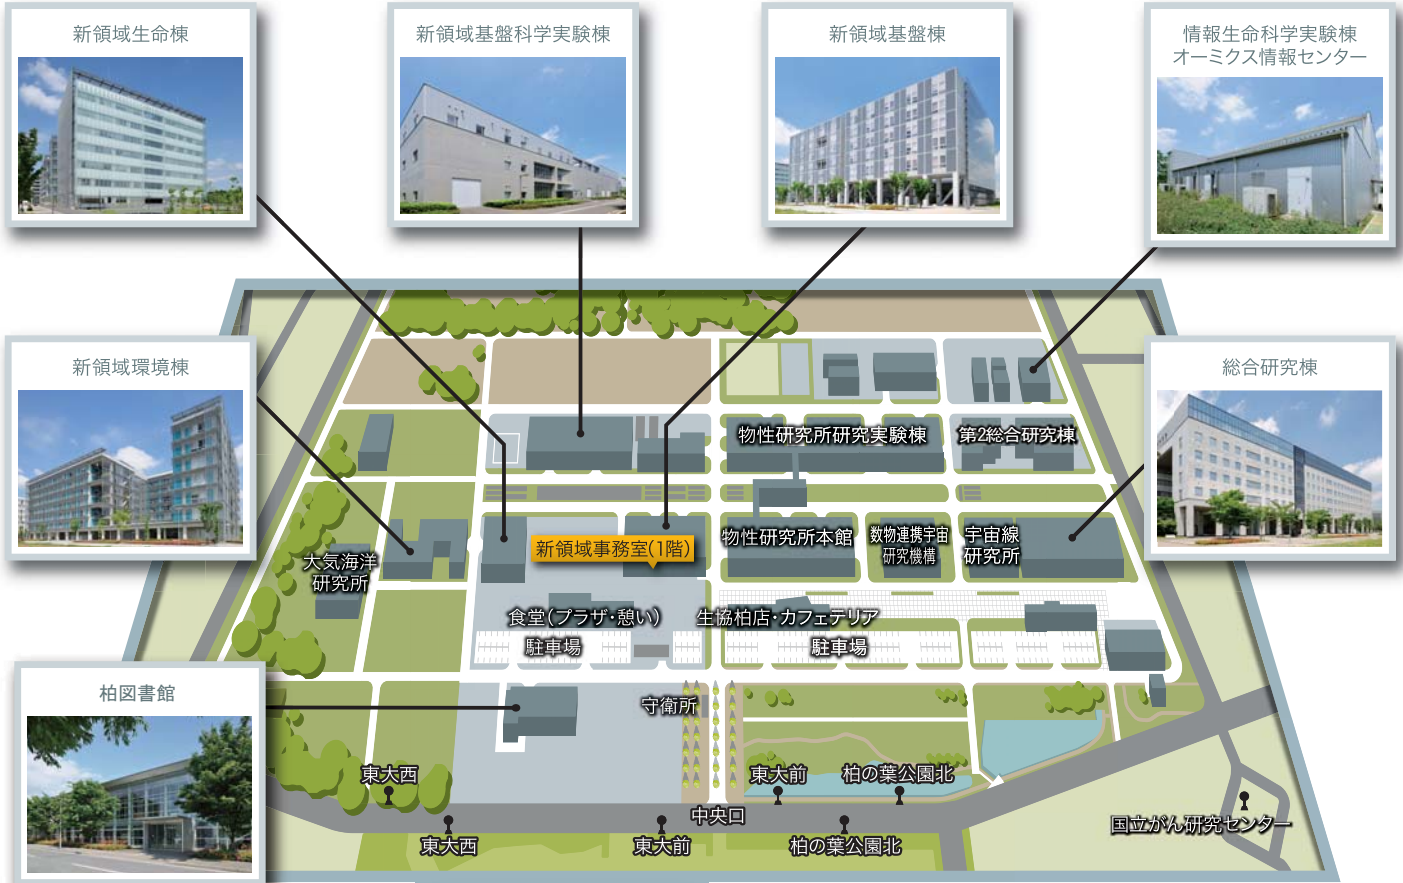 新領域生命棟
新領域基盤科学実験棟
新領域基盤棟
情報生命科学実験棟
オーミクス情報センター
新領域環境棟
総合研究棟
物性研究所研究実験棟
第2総合研究棟
新領域事務室(1階)
物性研究所本館
数物連携宇宙
研究機構
宇宙線
研究所
大気海洋
研究所
食堂(プラザ・憩い)
生協柏店・カフェテリア
駐車場
駐車場
柏図書館
守衛所
東大西
東大前
柏の葉公園北
中央口
東大西
東大前
柏の葉公園北
国立がん研究センター